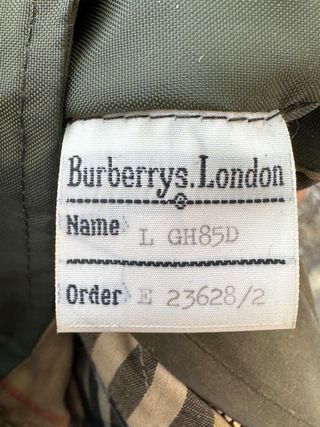 Burberrys. London
Name L GH85D
Order E 23628/2